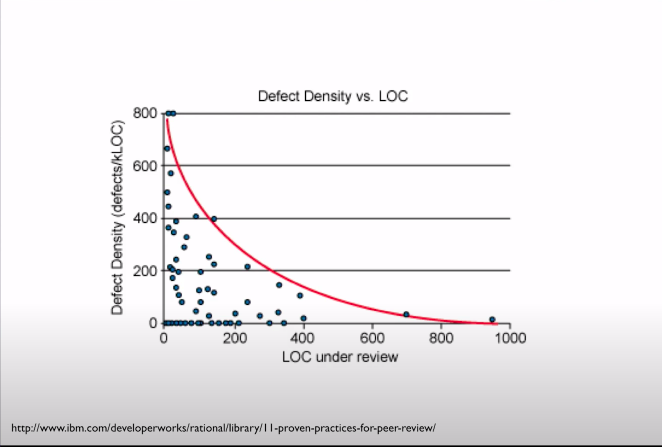 Defect Density vs. LOC
Defect Density (defects/kLOC)
800
600
400
200
0
0 200 400 600 800 1000
LOC under review
http://www.ibm.com/developerworks/rational/library/11-proven-practices-for-peer-review/